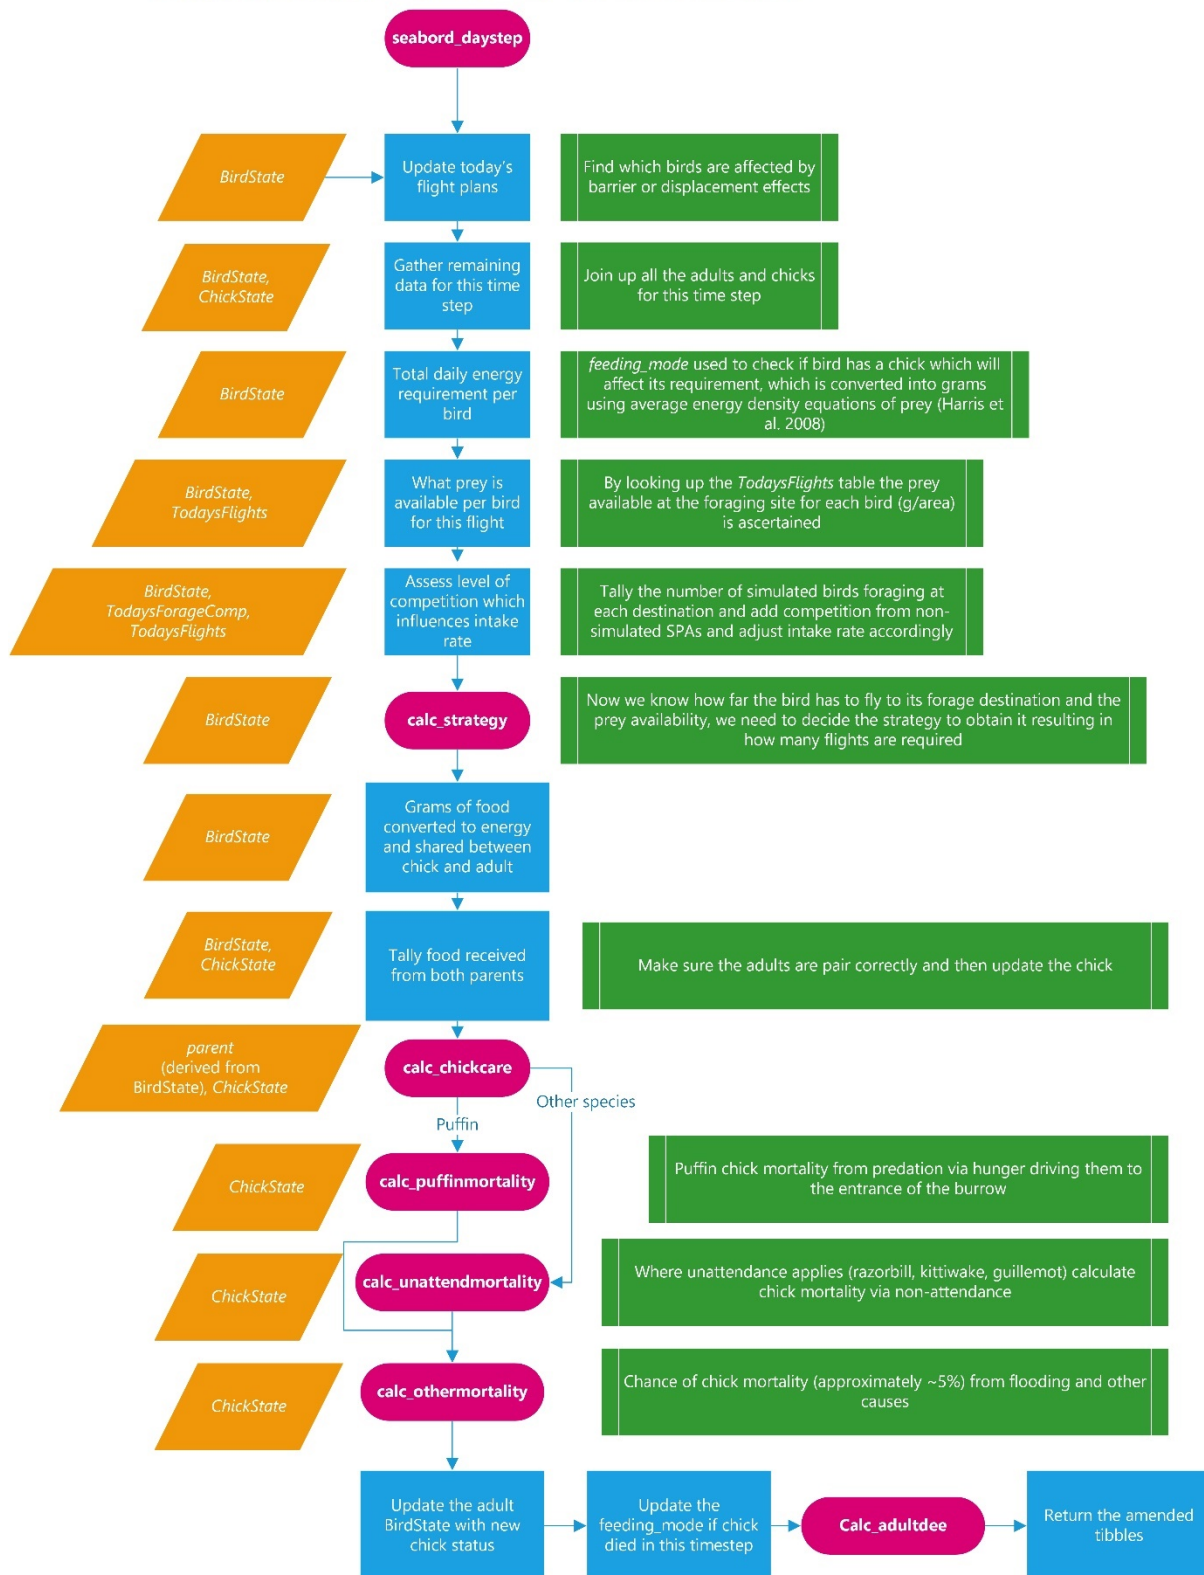 seabord_daystep
BirdState
Update today's
flight plans
Find which birds are affected by
barrier or displacement effects
BirdState,
ChickState
Gather remaining
data for this time
step
Join up all the adults and chicks
for this time step
BirdState
Total daily energy
requirement per
bird
feeding_mode used to check if bird has a chick which will
affect its requirement, which is converted into grams
using average energy density equations of prey (Harris et
al. 2008)
BirdState,
TodaysFlights
What prey is
available per bird
for this flight
By looking up the TodaysFlights table the prey
available at the foraging site for each bird (g/area)
is ascertained
BirdState,
TodaysForageComp,
TodaysFlights
Assess level of
competition which
influences intake
rate
Tally the number of simulated birds foraging at
each destination and add competition from non-
simulated SPAs and adjust intake rate accordingly
BirdState
calc_strategy
Now we know how far the bird has to fly to its forage destination and the
prey availability, we need to decide the strategy to obtain it resulting in
how many flights are required
BirdState
Grams of food
converted to energy
and shared between
chick and adult
BirdState,
ChickState
Tally food received
from both parents
Make sure the adults are pair correctly and then update the chick
parent
(derived from
BirdState), ChickState
calc_chickcare
Other species
Puffin
ChickState
calc_puffinmortality
Puffin chick mortality from predation via hunger driving them to
the entrance of the burrow
ChickState
calc_unattendmortality
Where unattendance applies (razorbill, kittiwake, guillemot) calculate
chick mortality via non-attendance
ChickState
calc_othermortality
Chance of chick mortality (approximately ~5%) from flooding and other
causes
Update the adult
BirdState with new
chick status
Update the
feeding_mode if chick
died in this timestep
Calc_adultdee
Return the amended
tibbles